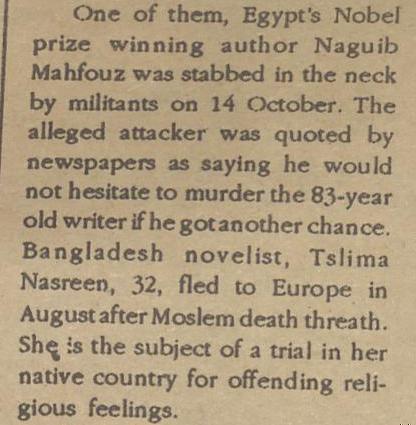 One of them, Egypt's Nobel
prize winning author Naguib
Mahfouz was stabbed in the neck
by militants on 14 October. The
alleged attacker was quoted by
newspapers as saying he would
not hesitate to murder the 83-year
old writer if he got another chance.
Bangladesh novelist, Tslima
Nasreen, 32, fled to Europe in
August after Moslem death threath.
She is the subject of a trial in her
native country for offending reli-
gious feelings.